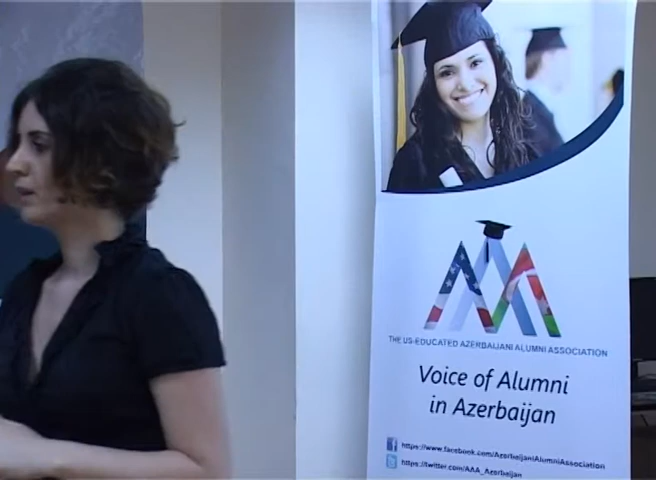 THE US-EDUCATED AZERBAIJANI ALUMNI ASSOCIATION
Voice of Alumni
in Azerbaijan
https://www.facebook.com/AzerbaijaniAlumniAssociation
https://twitter.com/AAA_Azerbaijan